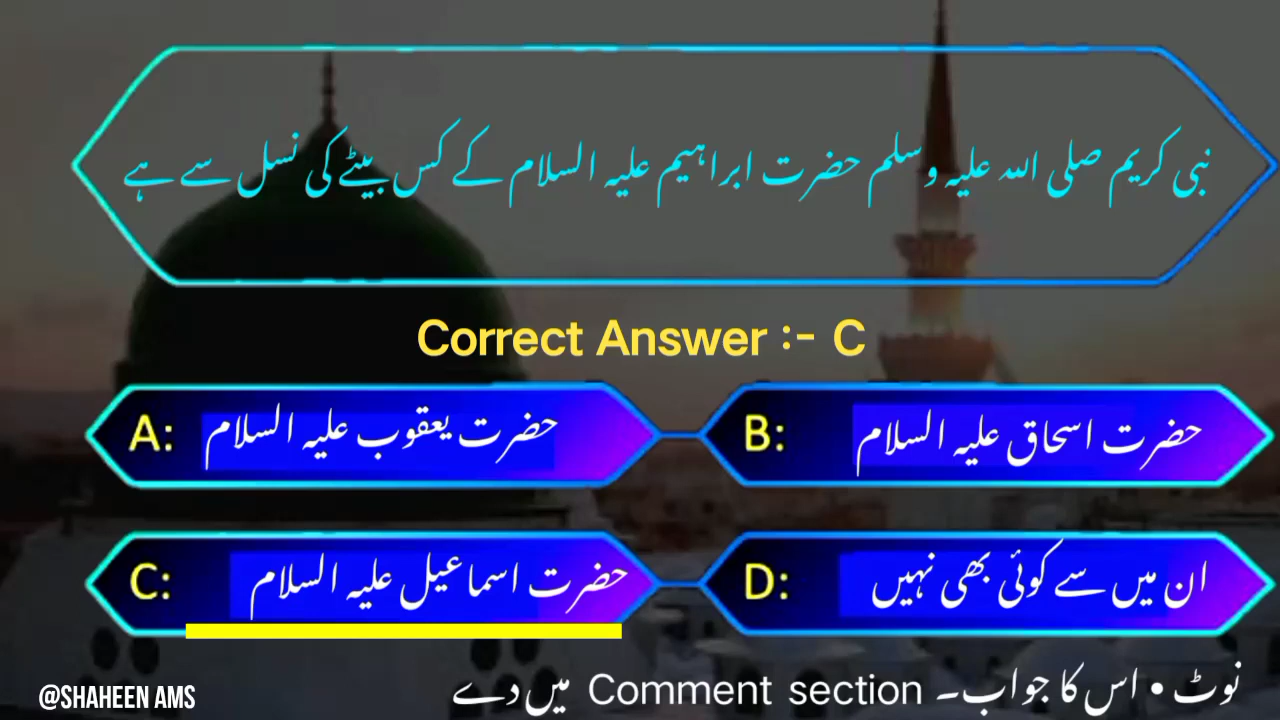 نبی کریم صلی اللہ علیہ وسلم حضرت ابراہیم علیہ السلام کے کس بیٹے کی نسل سے ہے
Correct Answer :- C
A: حضرت یعقوب علیہ السلام
B: حضرت اسحاق علیہ السلام
C: حضرت اسماعیل علیہ السلام
D: ان میں سے کوئی بھی نہیں
نوٹ • اس کا جواب۔ Comment section میں دے
@SHAHEEN AMS